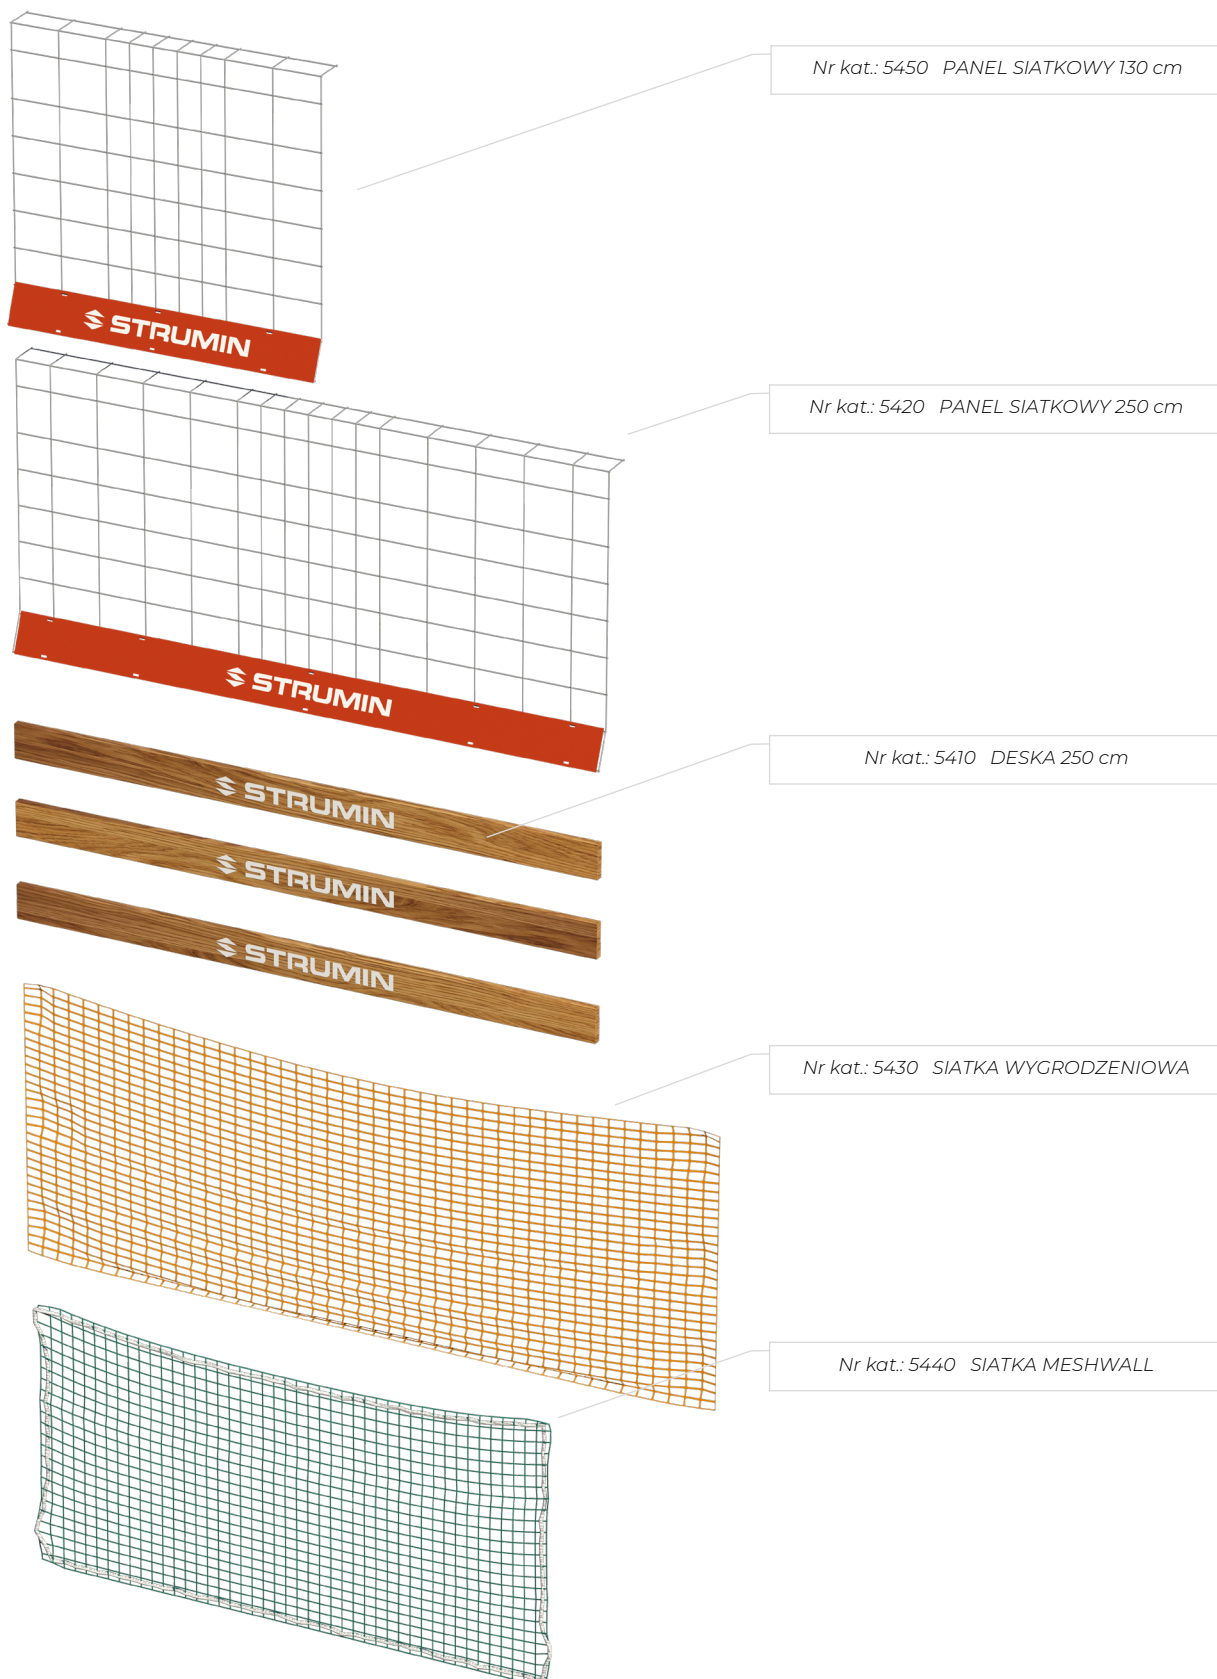 Nr kat.: 5450 PANEL SIATKOWY 130 cm
STRUMIN
Nr kat.: 5420 PANEL SIATKOWY 250 cm
STRUMIN
Nr kat.: 5410 DESKA 250 cm
STRUMIN
STRUMIN
STRUMIN
Nr kat.: 5430 SIATKA WYGRODZENIOWA
Nr kat.: 5440 SIATKA MESHWALL